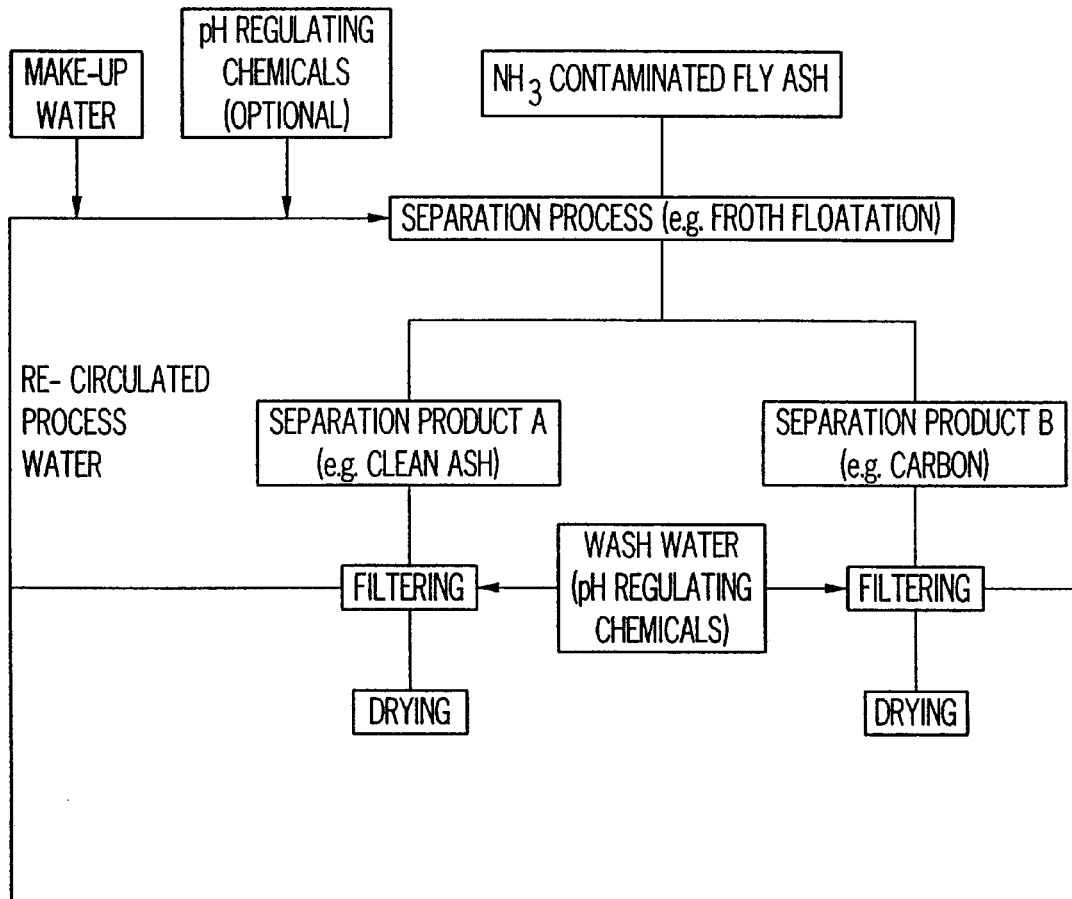 MAKE-UP
WATER
pH REGULATING
CHEMICALS
(OPTIONAL)
NH3 CONTAMINATED FLY ASH
SEPARATION PROCESS (e.g. FROTH FLOATATION)
RE- CIRCULATED
PROCESS
WATER
SEPARATION PRODUCT A
(e.g. CLEAN ASH)
SEPARATION PRODUCT B
(e.g. CARBON)
WASH WATER
(pH REGULATING
CHEMICALS)
FILTERING
FILTERING
DRYING
DRYING